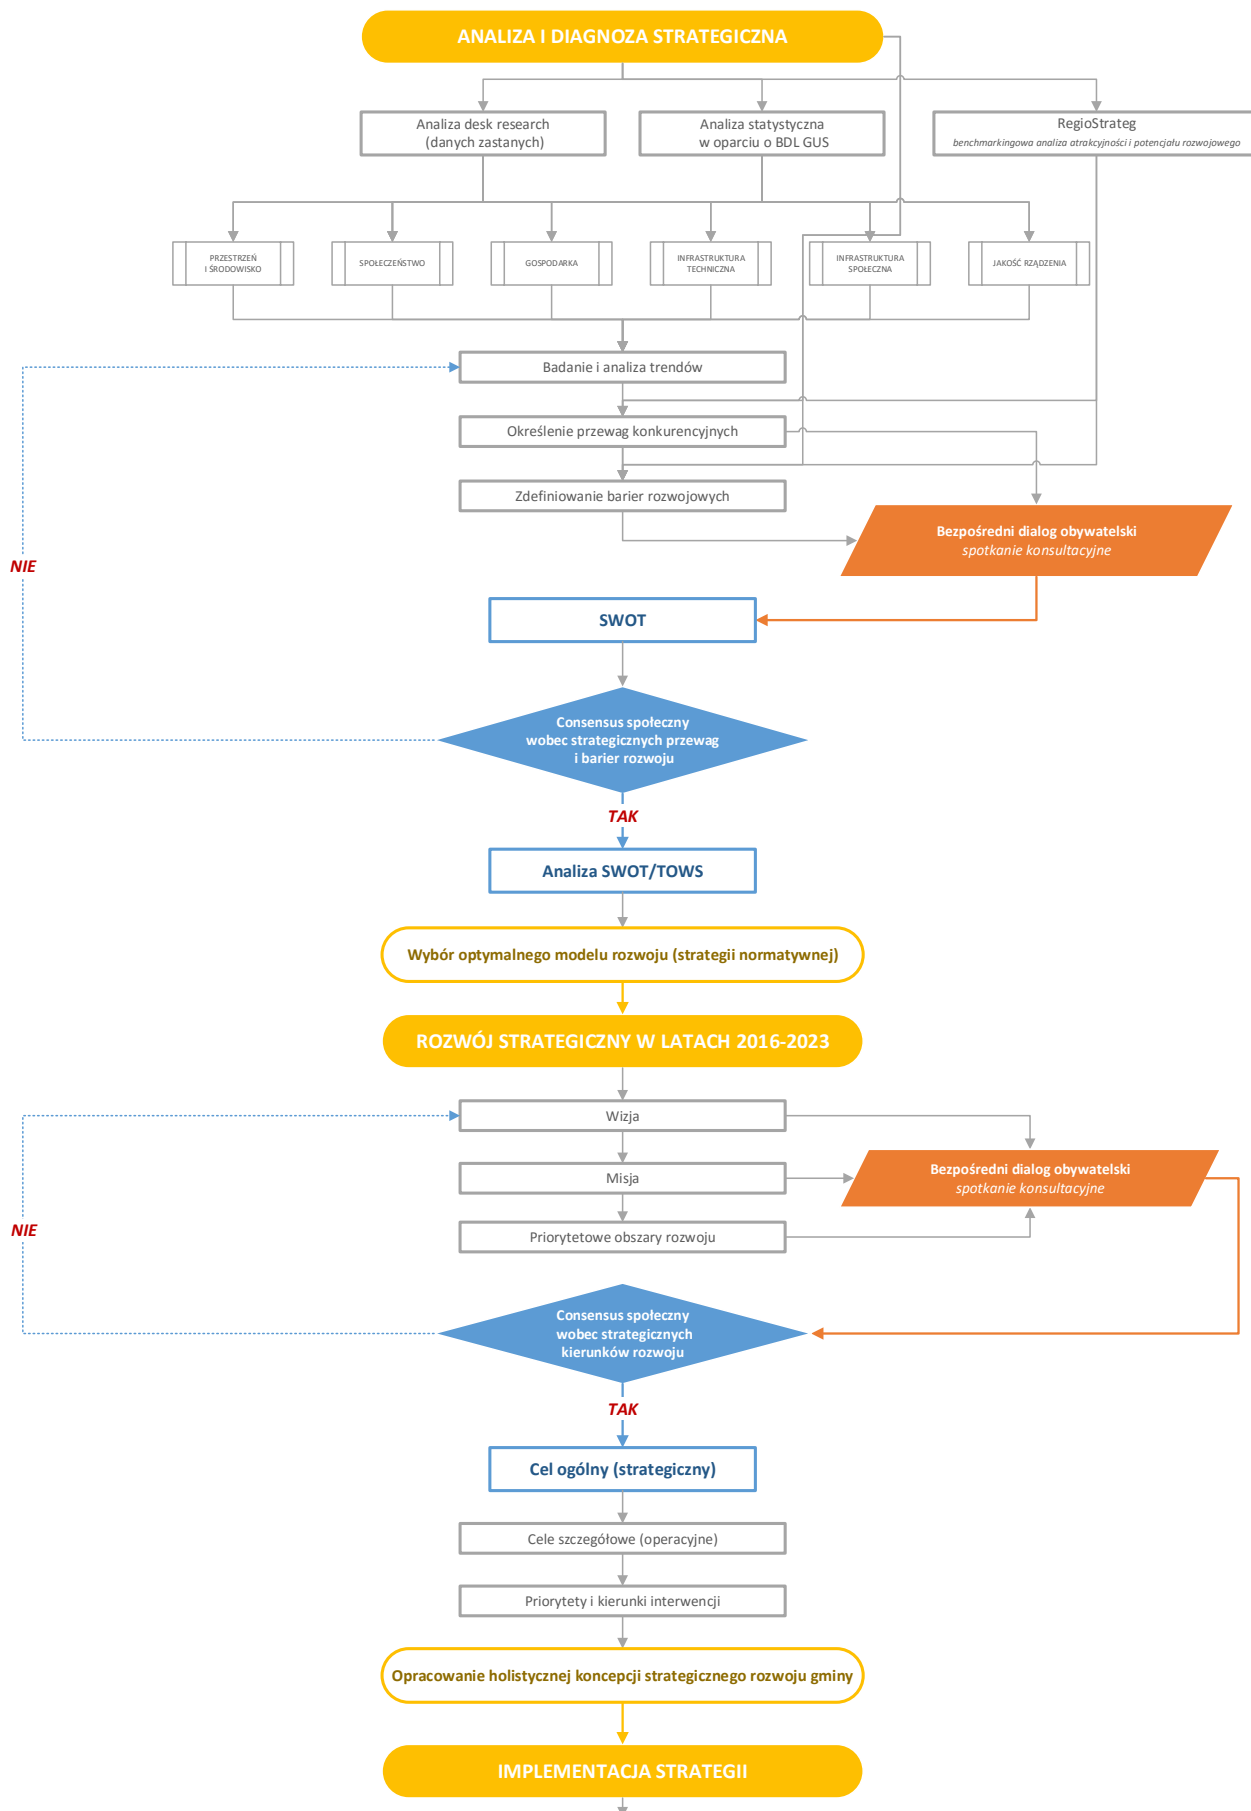 ANALIZA I DIAGNOZA STRATEGICZNA
Analiza desk research
(danych zastanych)
Analiza statystyczna
w oparciu o BDL GUS
RegioStrateg
benchmarkingowa analiza atrakcyjności i potencjału rozwojowego
PRZESTRZEŃ
I ŚRODOWISKO
SPOŁECZEŃSTWO
GOSPODARKA
INFRASTRUKTURA
TECHNICZNA
INFRASTRUKTURA
SPOŁECZNA
JAKOŚĆ RZĄDZENIA
Badanie i analiza trendów
Określenie przewag konkurencyjnych
Zdefiniowanie barier rozwojowych
Bezpośredni dialog obywatelski
spotkanie konsultacyjne
NIE
SWOT
Consensus społeczny
wobec strategicznych przewag
i barier rozwoju
TAK
Analiza SWOT/TOWS
Wybór optymalnego modelu rozwoju (strategii normatywnej)
ROZWÓJ STRATEGICZNY W LATACH 2016-2023
Wizja
Misja
Bezpośredni dialog obywatelski
spotkanie konsultacyjne
NIE
Priorytetowe obszary rozwoju
Consensus społeczny
wobec strategicznych
kierunków rozwoju
TAK
Cel ogólny (strategiczny)
Cele szczegółowe (operacyjne)
Priorytety i kierunki interwencji
Opracowanie holistycznej koncepcji strategicznego rozwoju gminy
IMPLEMENTACJA STRATEGII